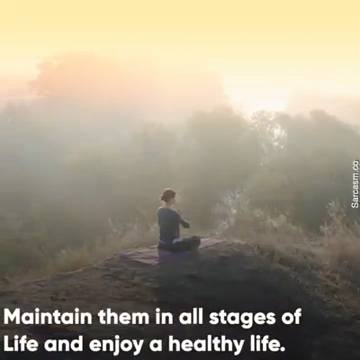 Sarcasm.co
Maintain them in all stages of
Life and enjoy a healthy life.